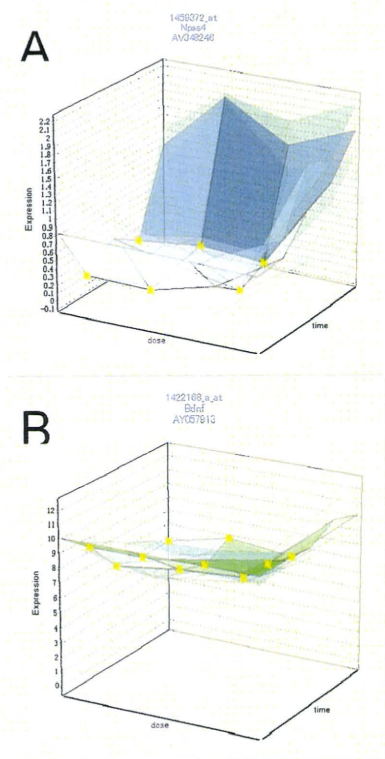 A
1459372_at
Npas4
AV348246
2.2
2.1
2
1.9
1.8
1.7
1.6
1.5
1.4
1.3
1.2
1.1
1
0.9
0.8
0.7
0.6
0.5
0.4
0.3
0.2
0.1
0
-0.1
Expression
dose
time
B
1422168_a_at
Bdnf
AY057913
12
11
10
9
8
7
6
5
4
3
2
1
0
Expression
dose
time